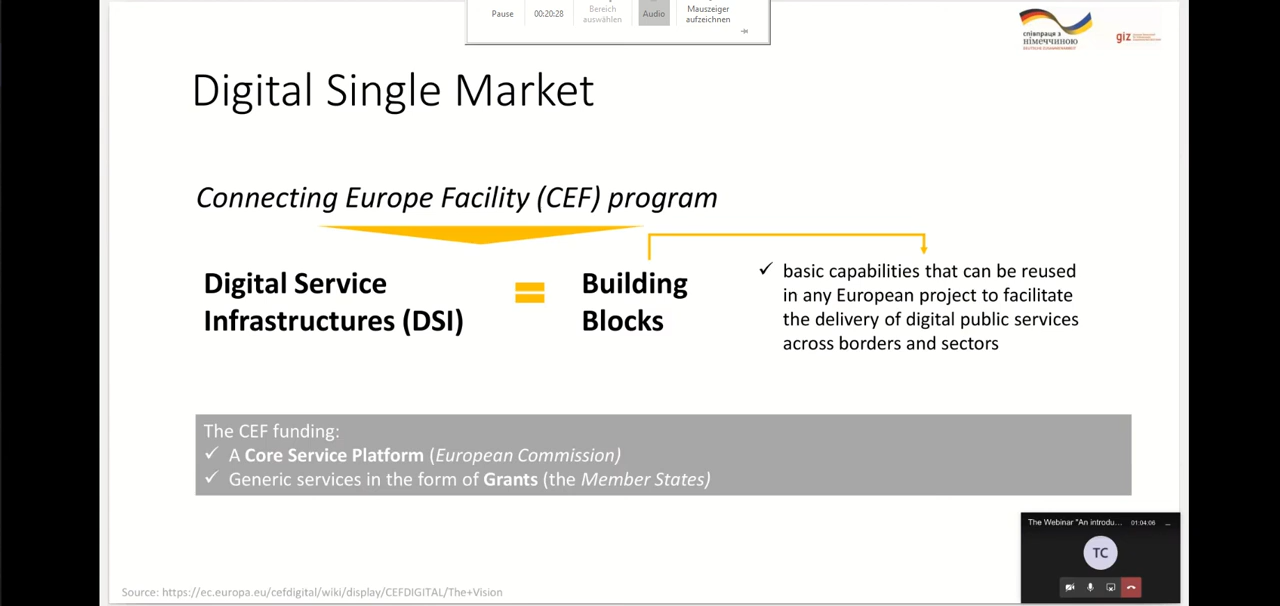 Pause
00:20:28
Bereich
auswählen
Audio
Mauszeiger
aufzeichnen
співпраця з
німеччиною
DEUTSCHE ZUSAMMENARBEIT
giz
Digital Single Market
Connecting Europe Facility (CEF) program
Digital Service
Infrastructures (DSI)
Building
Blocks
✓ basic capabilities that can be reused
in any European project to facilitate
the delivery of digital public services
across borders and sectors
The CEF funding:
✓ A Core Service Platform (European Commission)
✓ Generic services in the form of Grants (the Member States)
The Webinar "An introdu... 01:04:06
TC
Source: https://ec.europa.eu/cefdigital/wiki/display/CEFDIGITAL/The+Vision